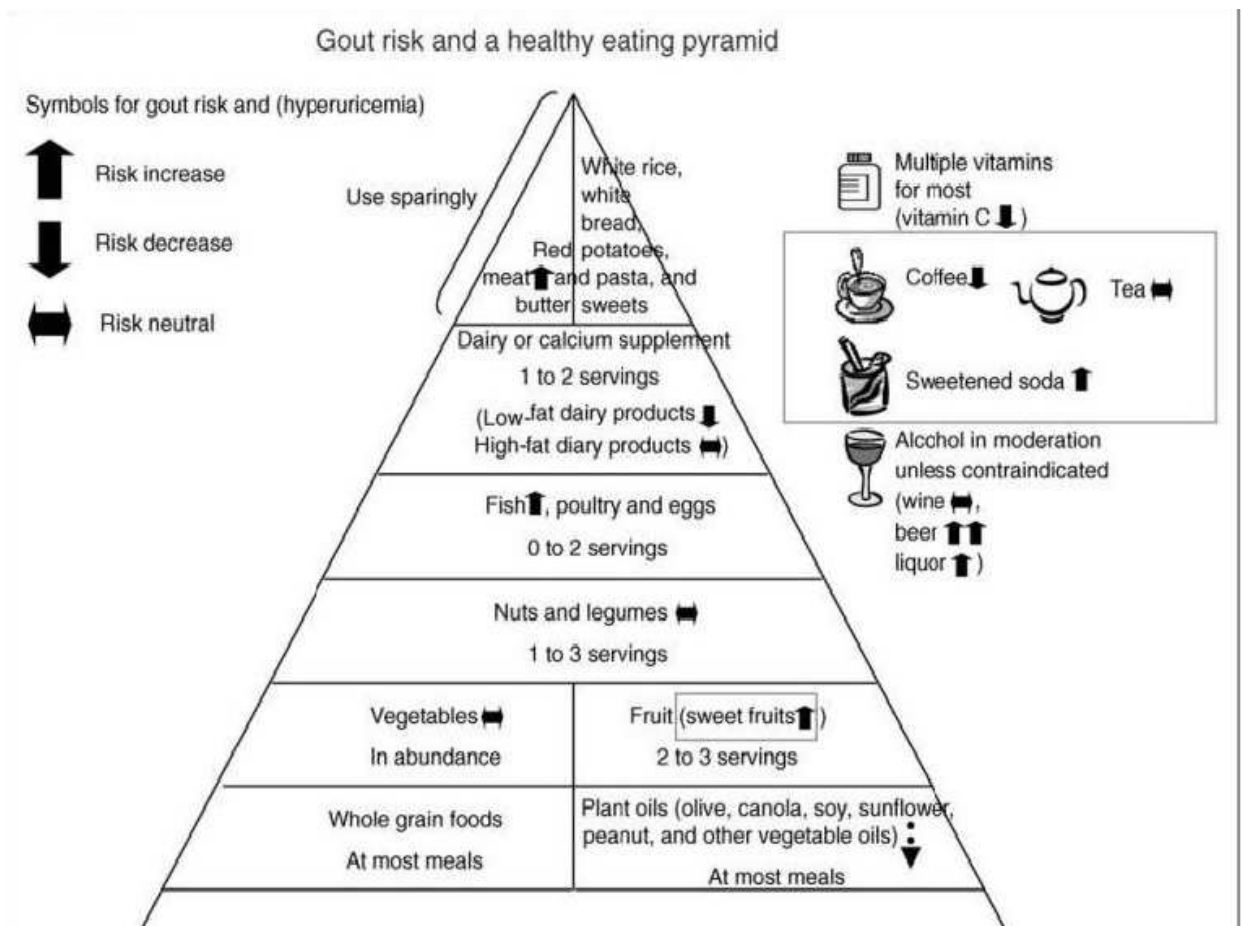 Gout risk and a healthy eating pyramid
Symbols for gout risk and (hyperuricemia)
Risk increase
Risk decrease
Risk neutral
Use sparingly
White rice,
white
bread,
potatoes,
and pasta, and
sweets
Red
meat
butter
Dairy or calcium supplement
1 to 2 servings
(Low-fat dairy products
High-fat diary products )
Fish , poultry and eggs
0 to 2 servings
Nuts and legumes
1 to 3 servings
Vegetables
In abundance
Fruit (sweet fruits )
2 to 3 servings
Whole grain foods
At most meals
Plant oils (olive, canola, soy, sunflower,
peanut, and other vegetable oils)
At most meals
Multiple vitamins
for most
(vitamin C )
Coffee
Tea
Sweetened soda
Alcchol in moderation
unless contraindicated
(wine ,
beer
liquor )